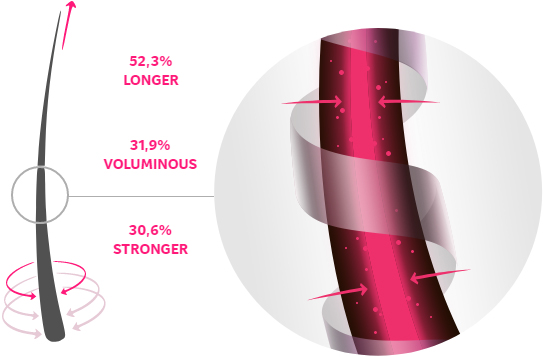 52,3%
LONGER
31,9%
VOLUMINOUS
30,6%
STRONGER